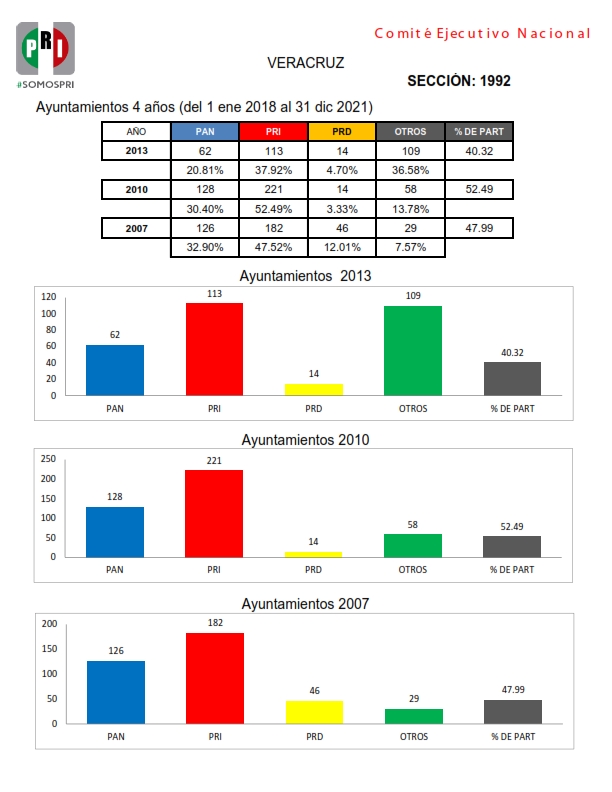 Comité Ejecutivo Nacional
PRI
#SOMOSPRI
VERACRUZ
SECCIÓN: 1992
Ayuntamientos 4 años (del 1 ene 2018 al 31 dic 2021)
AÑO PAN PRI PRD OTROS % DE PART
2013 62 113 14 109 40.32
20.81% 37.92% 4.70% 36.58%
2010 128 221 14 58 52.49
30.40% 52.49% 3.33% 13.78%
2007 126 182 46 29 47.99
32.90% 47.52% 12.01% 7.57%
Ayuntamientos 2013
120
100
80
60
40
20
0
62 113 14 109 40.32
PAN PRI PRD OTROS % DE PART
Ayuntamientos 2010
250
200
150
100
50
0
128 221 14 58 52.49
PAN PRI PRD OTROS % DE PART
Ayuntamientos 2007
200
150
100
50
0
126 182 46 29 47.99
PAN PRI PRD OTROS % DE PART